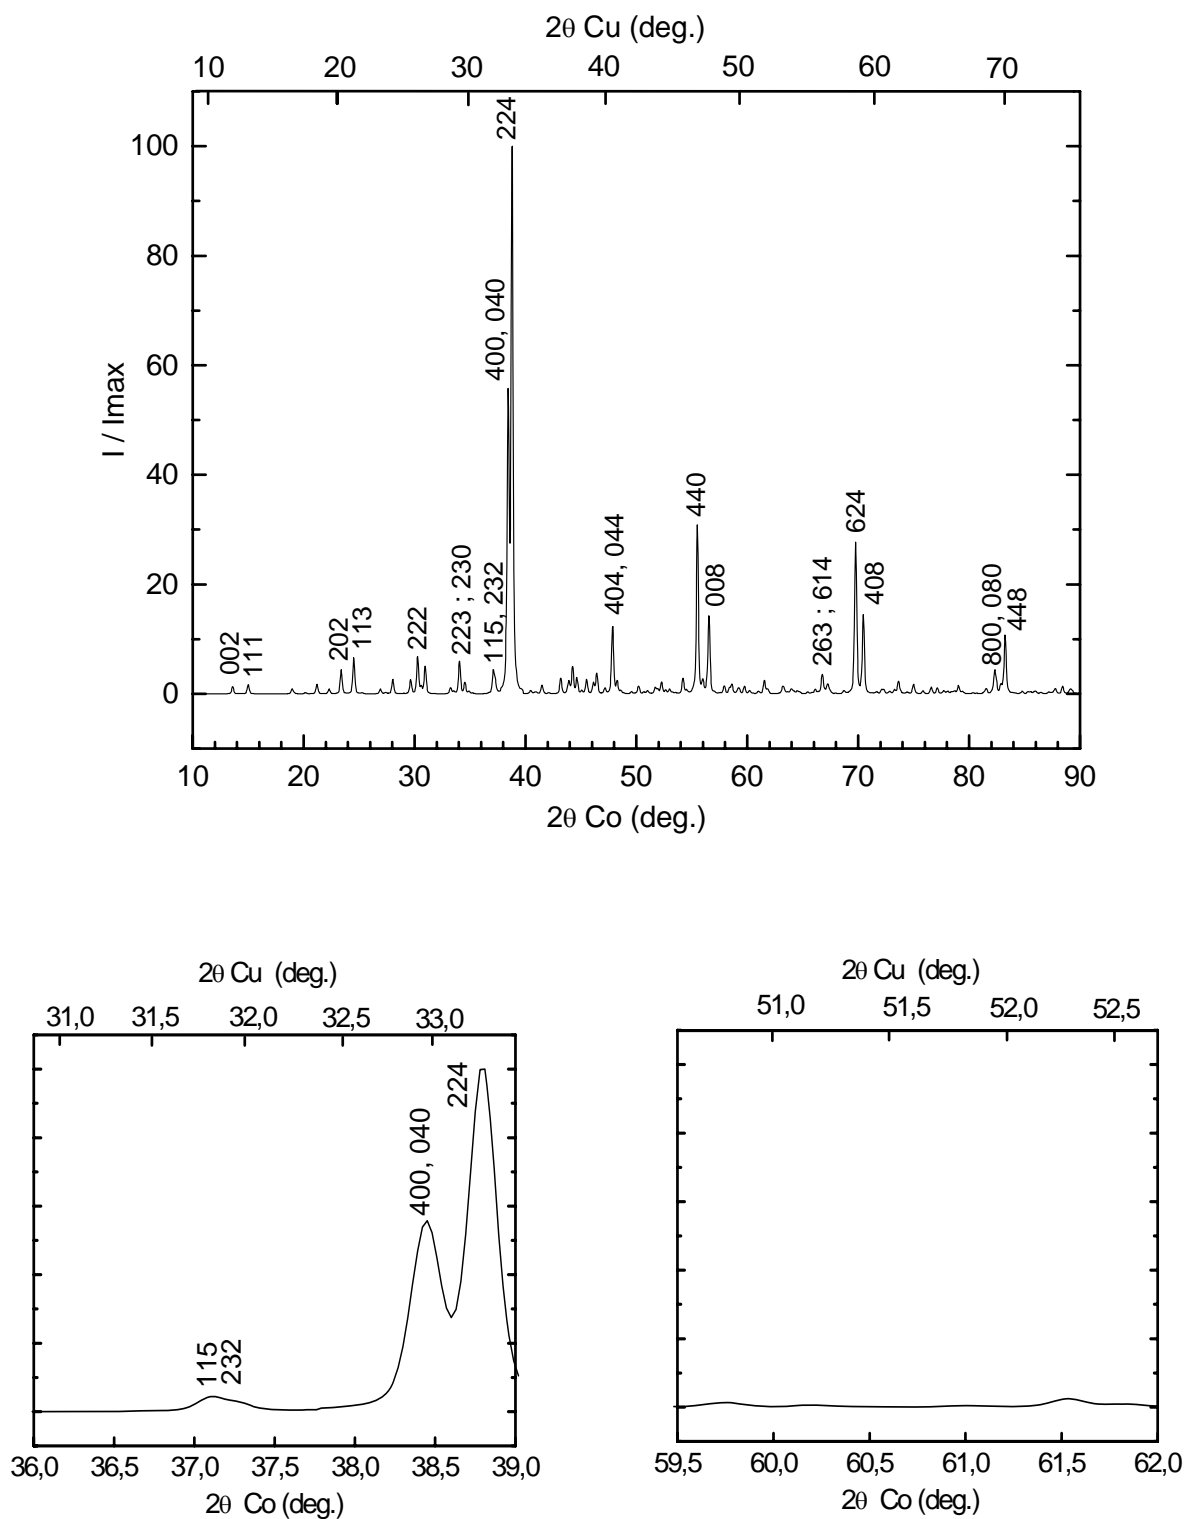 2θ Cu (deg.)
10 20 30 40 50 60 70
I / Imax
100
80
60
40
20
0
002
111
202
113
222
223 ; 230
115, 232
400, 040
224
404, 044
440
008
263 ; 614
624
408
800, 080
448
10 20 30 40 50 60 70 80 90
2θ Co (deg.)
2θ Cu (deg.)
31,0 31,5 32,0 32,5 33,0
115
232
400, 040
224
36,0 36,5 37,0 37,5 38,0 38,5 39,0
2θ Co (deg.)
2θ Cu (deg.)
51,0 51,5 52,0 52,5
59,5 60,0 60,5 61,0 61,5 62,0
2θ Co (deg.)